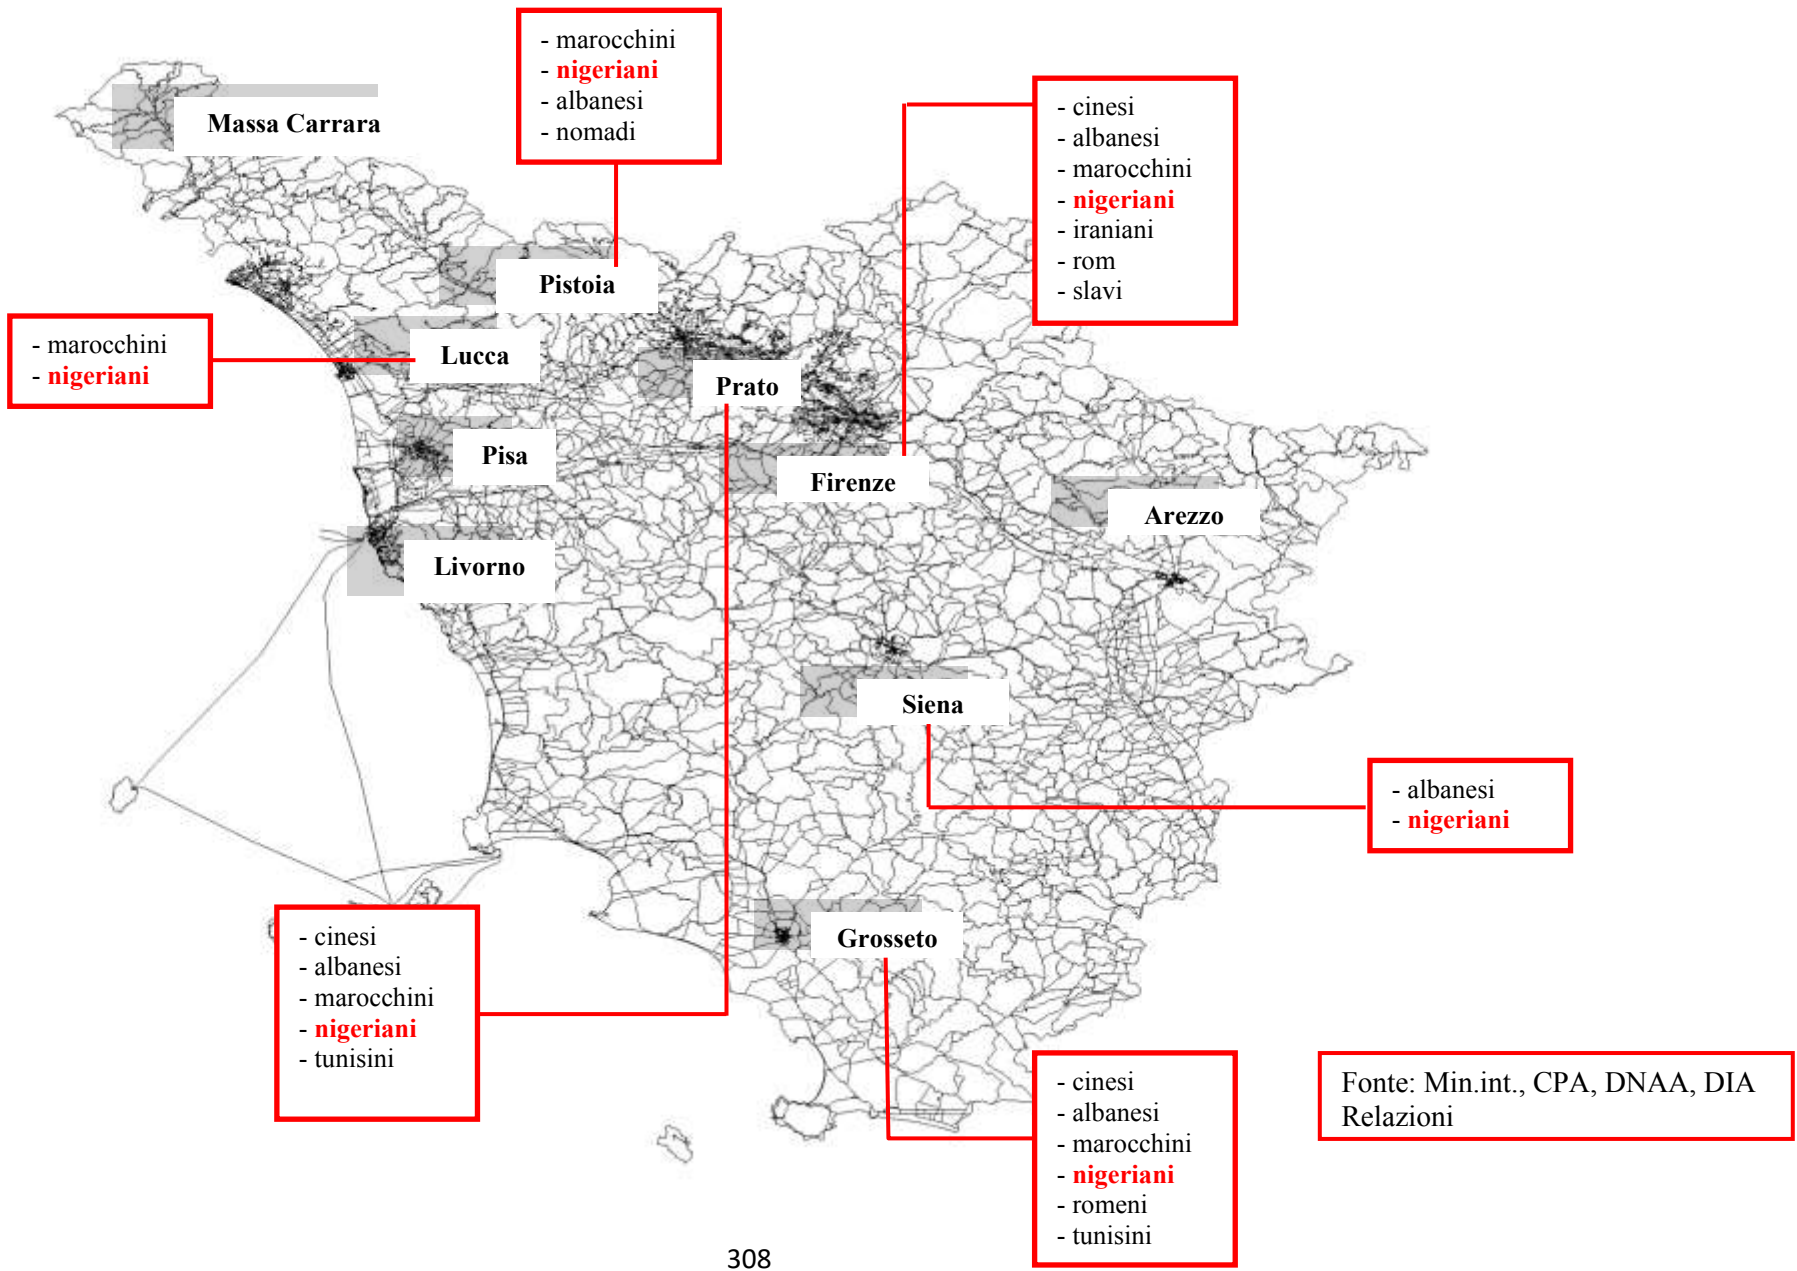 - marocchini
- nigeriani
- albanesi
- nomadi
- cinesi
- albanesi
- marocchini
- nigeriani
- iraniani
- rom
- slavi
Massa Carrara
Pistoia
- marocchini
- nigeriani
Lucca
Prato
Pisa
Firenze
Arezzo
Livorno
Siena
- albanesi
- nigeriani
Grosseto
- cinesi
- albanesi
- marocchini
- nigeriani
- tunisini
- cinesi
- albanesi
- marocchini
- nigeriani
- romeni
- tunisini
Fonte: Min.int., CPA, DNAA, DIA
Relazioni
308